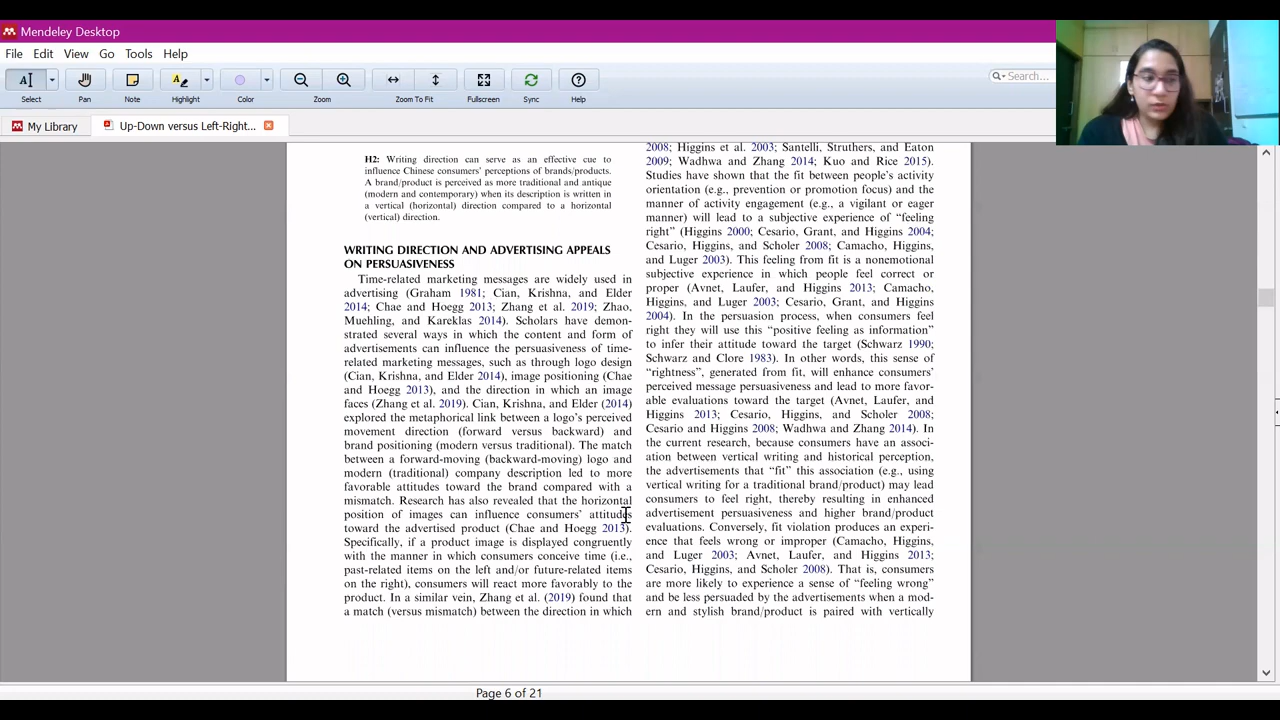 Mendeley Desktop
File Edit View Go Tools Help
Select Pan Note Highlight Color Zoom Zoom To Fit Fullscreen Sync Help
Search...
My Library
Up-Down versus Left-Right...
H2: Writing direction can serve as an effective cue to
influence Chinese consumers' perceptions of brands/products.
A brand/product is perceived as more traditional and antique
(modern and contemporary) when its description is written in
a vertical (horizontal) direction compared to a horizontal
(vertical) direction.
WRITING DIRECTION AND ADVERTISING APPEALS
ON PERSUASIVENESS
Time-related marketing messages are widely used in
advertising (Graham 1981; Cian, Krishna, and Elder
2014; Chae and Hoegg 2013; Zhang et al. 2019; Zhao,
Muehling, and Kareklas 2014). Scholars have demon-
strated several ways in which the content and form of
advertisements can influence the persuasiveness of time-
related marketing messages, such as through logo design
(Cian, Krishna, and Elder 2014), image positioning (Chae
and Hoegg 2013), and the direction in which an image
faces (Zhang et al. 2019). Cian, Krishna, and Elder (2014)
explored the metaphorical link between a logo's perceived
movement direction (forward versus backward) and
brand positioning (modern versus traditional). The match
between a forward-moving (backward-moving) logo and
modern (traditional) company description led to more
favorable attitudes toward the brand compared with a
mismatch. Research has also revealed that the horizontal
position of images can influence consumers' attitudes
toward the advertised product (Chae and Hoegg 2013).
Specifically, if a product image is displayed congruently
with the manner in which consumers conceive time (i.e.,
past-related items on the left and/or future-related items
on the right), consumers will react more favorably to the
product. In a similar vein, Zhang et al. (2019) found that
a match (versus mismatch) between the direction in which
2008; Higgins et al. 2003; Santelli, Struthers, and Eaton
2009; Wadhwa and Zhang 2014; Kuo and Rice 2015).
Studies have shown that the fit between people's activity
orientation (e.g., prevention or promotion focus) and the
manner of activity engagement (e.g., a vigilant or eager
manner) will lead to a subjective experience of "feeling
right" (Higgins 2000; Cesario, Grant, and Higgins 2004;
Cesario, Higgins, and Scholer 2008; Camacho, Higgins,
and Luger 2003). This feeling from fit is a nonemotional
subjective experience in which people feel correct or
proper (Avnet, Laufer, and Higgins 2013; Camacho,
Higgins, and Luger 2003; Cesario, Grant, and Higgins
2004). In the persuasion process, when consumers feel
right they will use this "positive feeling as information"
to infer their attitude toward the target (Schwarz 1990;
Schwarz and Clore 1983). In other words, this sense of
"rightness", generated from fit, will enhance consumers'
perceived message persuasiveness and lead to more favor-
able evaluations toward the target (Avnet, Laufer, and
Higgins 2013; Cesario, Higgins, and Scholer 2008;
Cesario and Higgins 2008; Wadhwa and Zhang 2014). In
the current research, because consumers have an associ-
ation between vertical writing and historical perception,
the advertisements that "fit" this association (e.g., using
vertical writing for a traditional brand/product) may lead
consumers to feel right, thereby resulting in enhanced
advertisement persuasiveness and higher brand/product
evaluations. Conversely, fit violation produces an experi-
ence that feels wrong or improper (Camacho, Higgins,
and Luger 2003; Avnet, Laufer, and Higgins 2013;
Cesario, Higgins, and Scholer 2008). That is, consumers
are more likely to experience a sense of "feeling wrong"
and be less persuaded by the advertisements when a mod-
ern and stylish brand/product is paired with vertically
Page 6 of 21